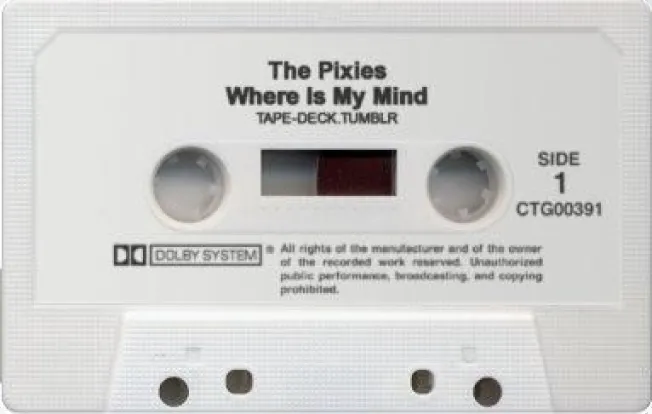 The Pixies
Where Is My Mind
TAPE-DECK.TUMBLR
SIDE
1
CTG00391
DOLBY SYSTEM ®
All rights of the manufacturer and of the owner
of the recorded work reserved. Unauthorized
public performance, broadcasting, and copying
prohibited.